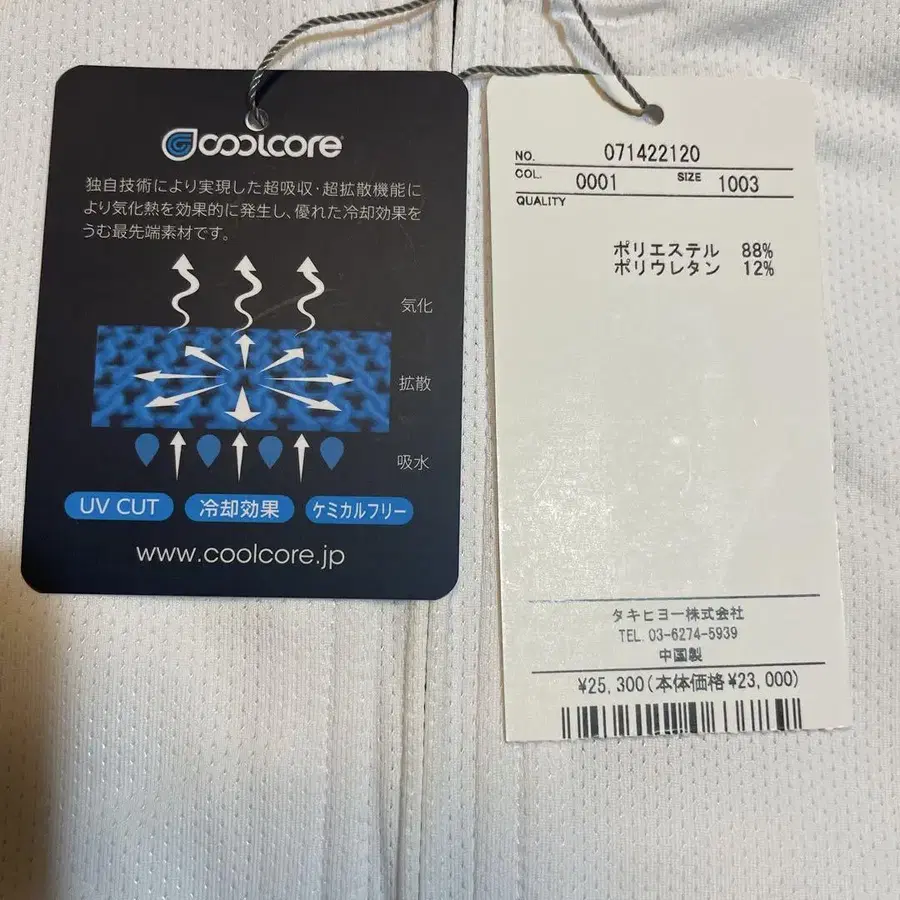 coolcore
独自技術により実現した超吸収・超拡散機能に
より気化熱を効果的に発生し、優れた冷却効果を
うむ最先端素材です。
気化
拡散
吸水
UV CUT 冷却効果 ケミカルフリー
www.coolcore.jp
NO. 071422120
COL. 0001 SIZE 1003
QUALITY
ポリエステル 88%
ポリウレタン 12%
タキヒヨー株式会社
TEL. 03-6274-5939
中国製
¥25,300(本体価格¥23,000)